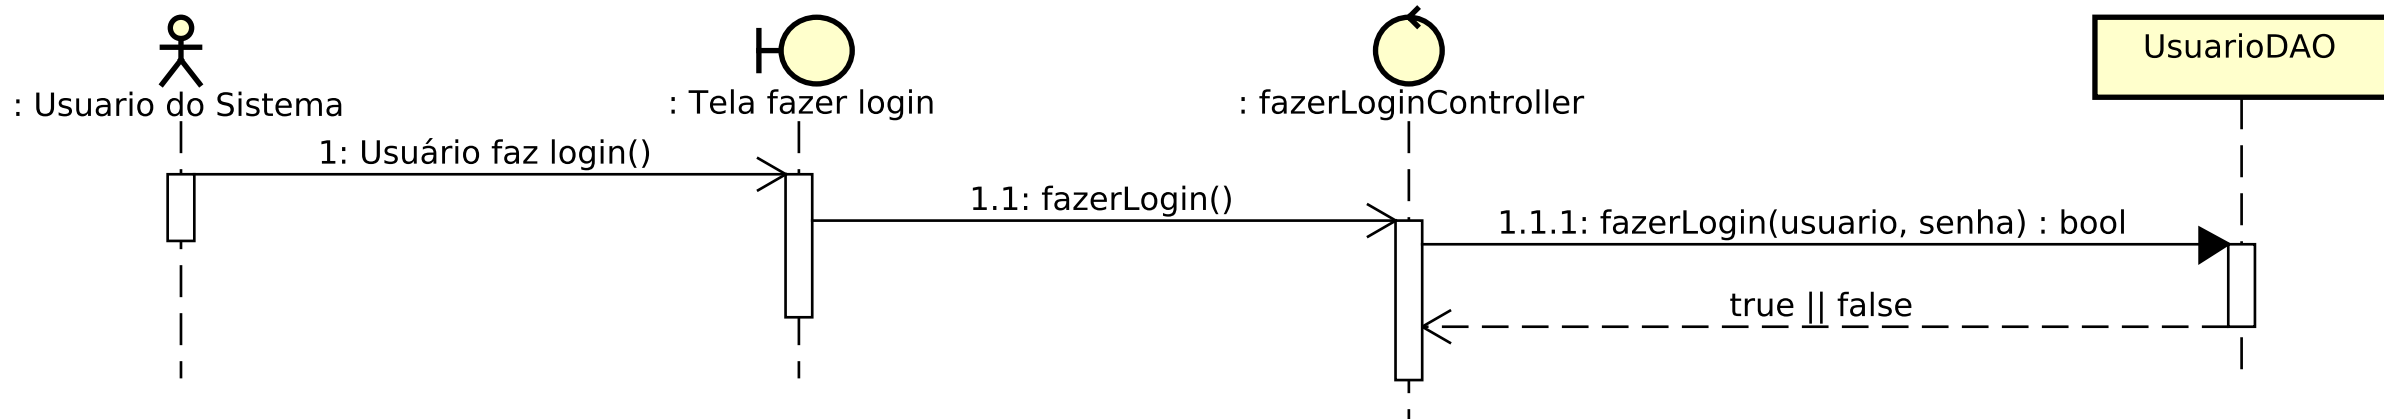 UsuarioDAO
: Usuario do Sistema
: Tela fazer login
: fazerLoginController
1: Usuário faz login()
1.1: fazerLogin()
1.1.1: fazerLogin(usuario, senha) : bool
true || false